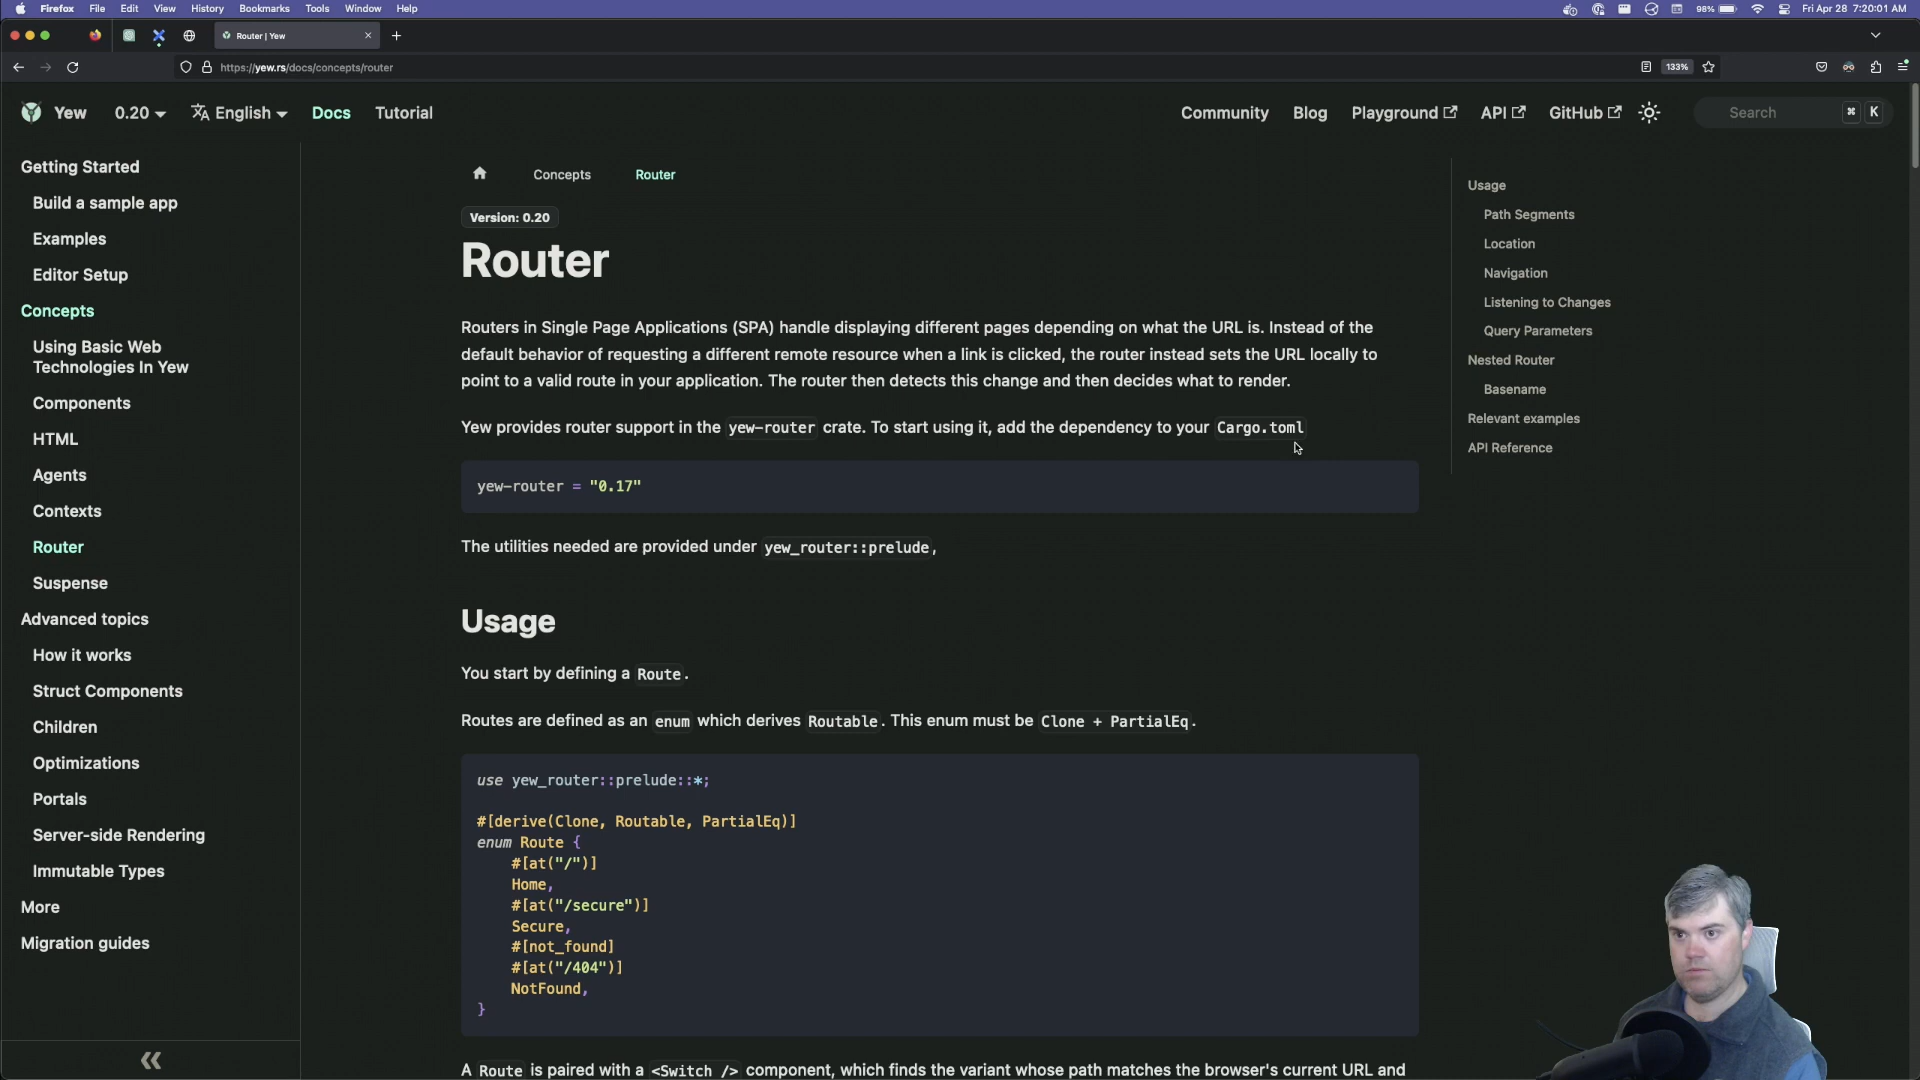 Firefox File Edit View History Bookmarks Tools Window Help 98% Fri Apr 28 7:20:01 AM
Router | Yew
https://yew.rs/docs/concepts/router 133%
Yew 0.20 English Docs Tutorial Community Blog Playground API GitHub Search ⌘ K
Getting Started
Build a sample app
Examples
Editor Setup
Concepts
Using Basic Web
Technologies In Yew
Components
HTML
Agents
Contexts
Router
Suspense
Advanced topics
How it works
Struct Components
Children
Optimizations
Portals
Server-side Rendering
Immutable Types
More
Migration guides
Concepts Router
Version: 0.20
Router
Routers in Single Page Applications (SPA) handle displaying different pages depending on what the URL is. Instead of the
default behavior of requesting a different remote resource when a link is clicked, the router instead sets the URL locally to
point to a valid route in your application. The router then detects this change and then decides what to render.
Yew provides router support in the yew-router crate. To start using it, add the dependency to your Cargo.toml
yew-router = "0.17"
The utilities needed are provided under yew_router::prelude,
Usage
You start by defining a Route.
Routes are defined as an enum which derives Routable. This enum must be Clone + PartialEq.
use yew_router::prelude::*;
#[derive(Clone, Routable, PartialEq)]
enum Route {
#[at("/")]
Home,
#[at("/secure")]
Secure,
#[not_found]
#[at("/404")]
NotFound,
}
A Route is paired with a <Switch /> component, which finds the variant whose path matches the browser's current URL and
Usage
Path Segments
Location
Navigation
Listening to Changes
Query Parameters
Nested Router
Basename
Relevant examples
API Reference